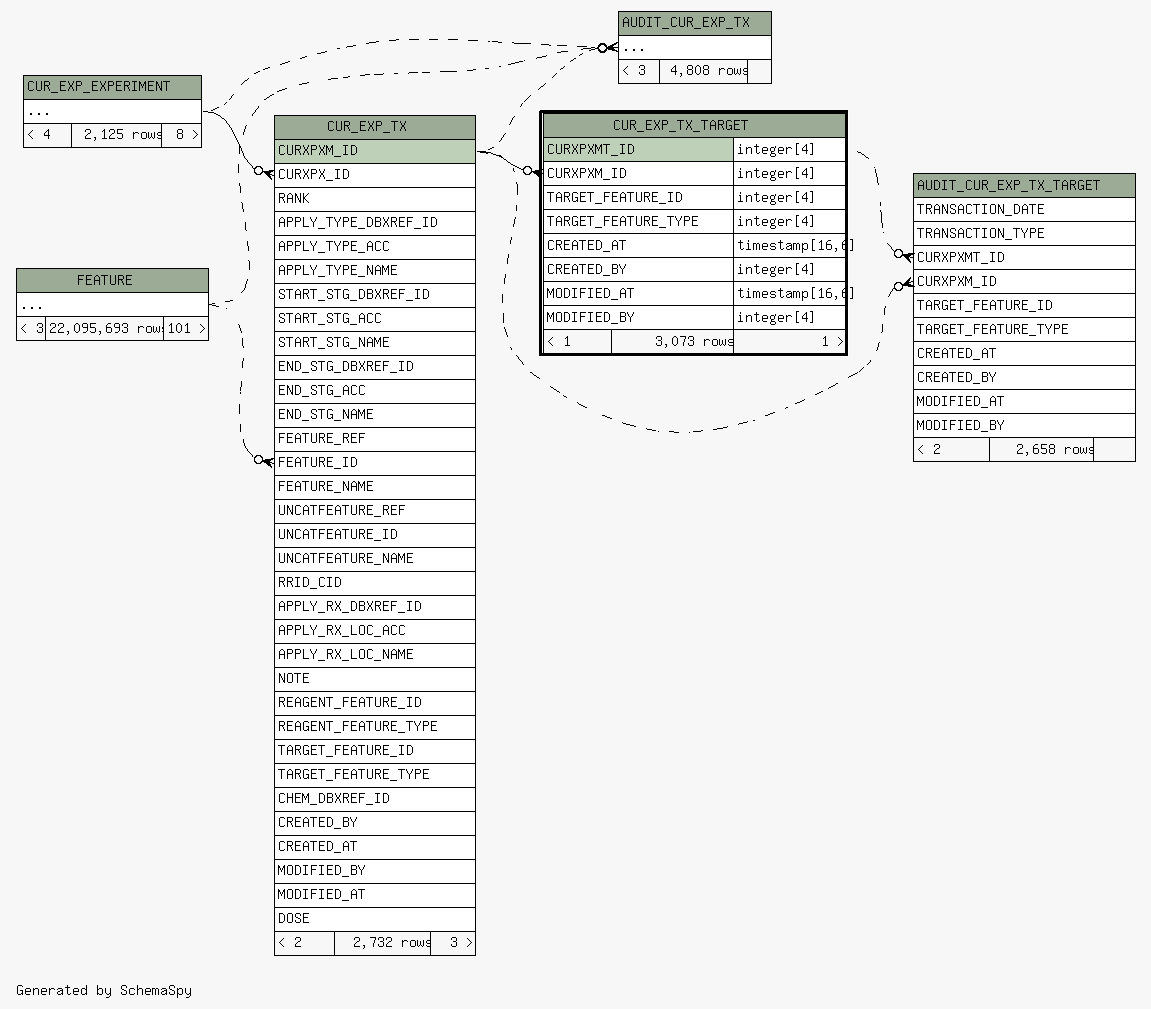 AUDIT_CUR_EXP_TX
...
< 3 4,808 rows
CUR_EXP_EXPERIMENT
...
< 4 2,125 rows 8 >
FEATURE
...
< 3 22,095,693 rows 101 >
CUR_EXP_TX
CURXPXM_ID
CURXPX_ID
RANK
APPLY_TYPE_DBXREF_ID
APPLY_TYPE_ACC
APPLY_TYPE_NAME
START_STG_DBXREF_ID
START_STG_ACC
START_STG_NAME
END_STG_DBXREF_ID
END_STG_ACC
END_STG_NAME
FEATURE_REF
FEATURE_ID
FEATURE_NAME
UNCATFEATURE_REF
UNCATFEATURE_ID
UNCATFEATURE_NAME
RRID_CID
APPLY_RX_DBXREF_ID
APPLY_RX_LOC_ACC
APPLY_RX_LOC_NAME
NOTE
REAGENT_FEATURE_ID
REAGENT_FEATURE_TYPE
TARGET_FEATURE_ID
TARGET_FEATURE_TYPE
CHEM_DBXREF_ID
CREATED_BY
CREATED_AT
MODIFIED_BY
MODIFIED_AT
DOSE
< 2 2,732 rows 3 >
CUR_EXP_TX_TARGET
CURXPXMT_ID integer[4]
CURXPXM_ID integer[4]
TARGET_FEATURE_ID integer[4]
TARGET_FEATURE_TYPE integer[4]
CREATED_AT timestamp[16,6]
CREATED_BY integer[4]
MODIFIED_AT timestamp[16,6]
MODIFIED_BY integer[4]
< 1 3,073 rows 1 >
AUDIT_CUR_EXP_TX_TARGET
TRANSACTION_DATE
TRANSACTION_TYPE
CURXPXMT_ID
CURXPXM_ID
TARGET_FEATURE_ID
TARGET_FEATURE_TYPE
CREATED_AT
CREATED_BY
MODIFIED_AT
MODIFIED_BY
< 2 2,658 rows
Generated by SchemaSpy